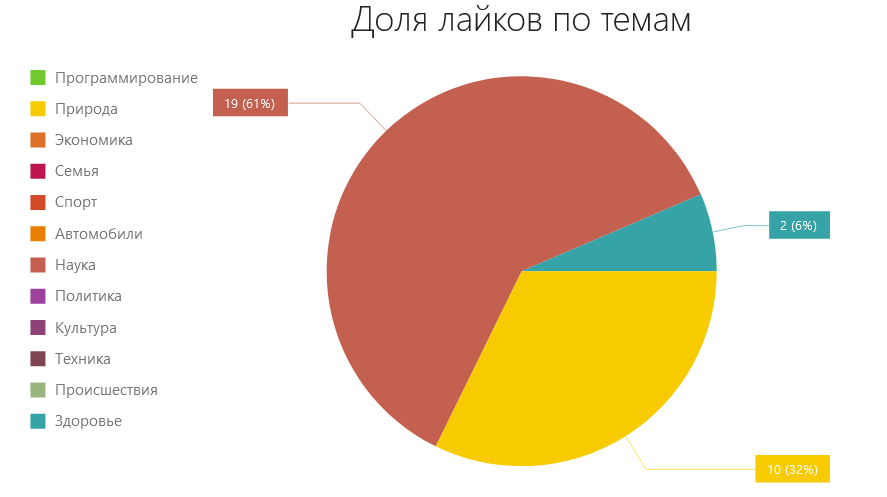 Доля лайков по темам
Программирование
Природа
Экономика
Семья
Спорт
Автомобили
Наука
Политика
Культура
Техника
Происшествия
Здоровье
19 (61%)
2 (6%)
10 (32%)